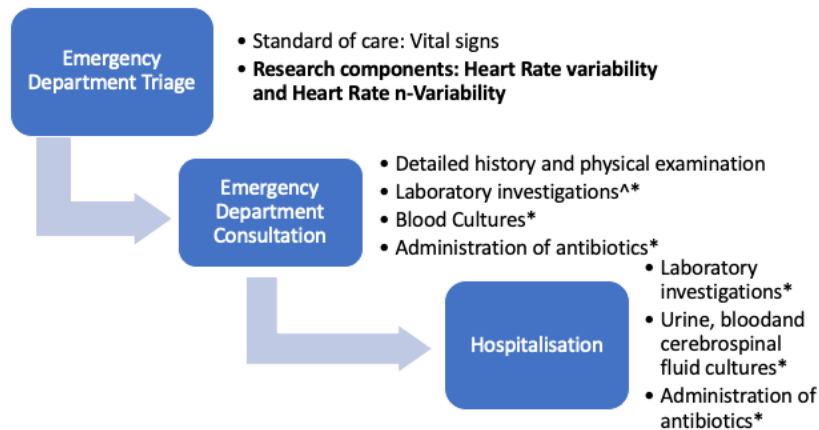 Emergency
Department Triage
• Standard of care: Vital signs
• Research components: Heart Rate variability
and Heart Rate n-Variability
Emergency
Department
Consultation
• Detailed history and physical examination
• Laboratory investigations^*
• Blood Cultures*
• Administration of antibiotics*
Hospitalisation
• Laboratory
investigations*
• Urine, bloodand
cerebrospinal
fluid cultures*
• Administration of
antibiotics*